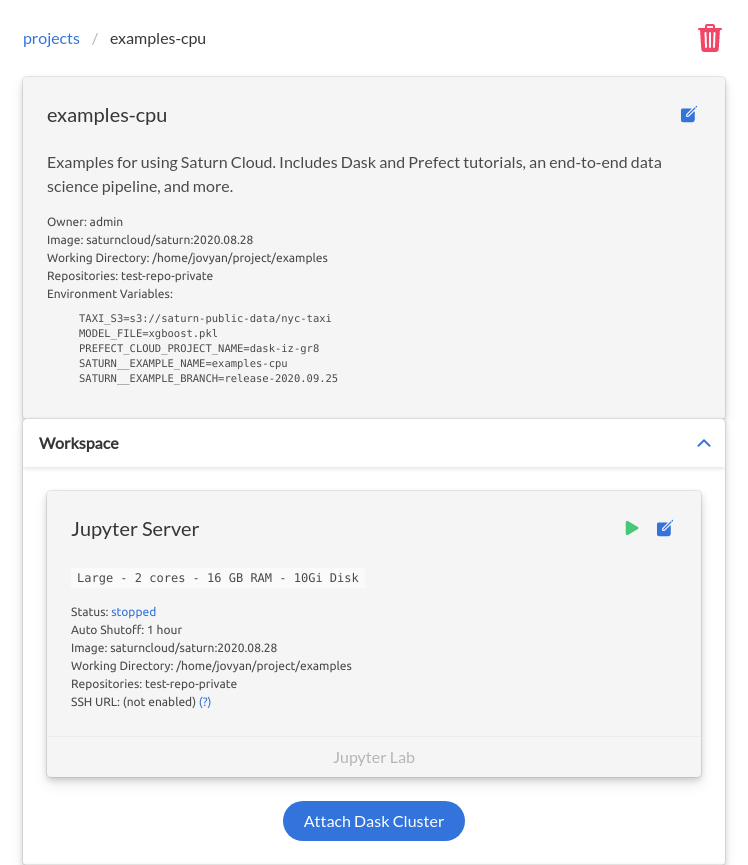 projects / examples-cpu
examples-cpu
Examples for using Saturn Cloud. Includes Dask and Prefect tutorials, an end-to-end data
science pipeline, and more.
Owner: admin
Image: saturncloud/saturn:2020.08.28
Working Directory: /home/jovyan/project/examples
Repositories: test-repo-private
Environment Variables:
TAXI_S3=s3://saturn-public-data/nyc-taxi
MODEL_FILE=xgboost.pkl
PREFECT_CLOUD_PROJECT_NAME=dask-iz-gr8
SATURN__EXAMPLE_NAME=examples-cpu
SATURN__EXAMPLE_BRANCH=release-2020.09.25
Workspace
Jupyter Server
Large - 2 cores - 16 GB RAM - 10Gi Disk
Status: stopped
Auto Shutoff: 1 hour
Image: saturncloud/saturn:2020.08.28
Working Directory: /home/jovyan/project/examples
Repositories: test-repo-private
SSH URL: (not enabled) (?)
Jupyter Lab
Attach Dask Cluster